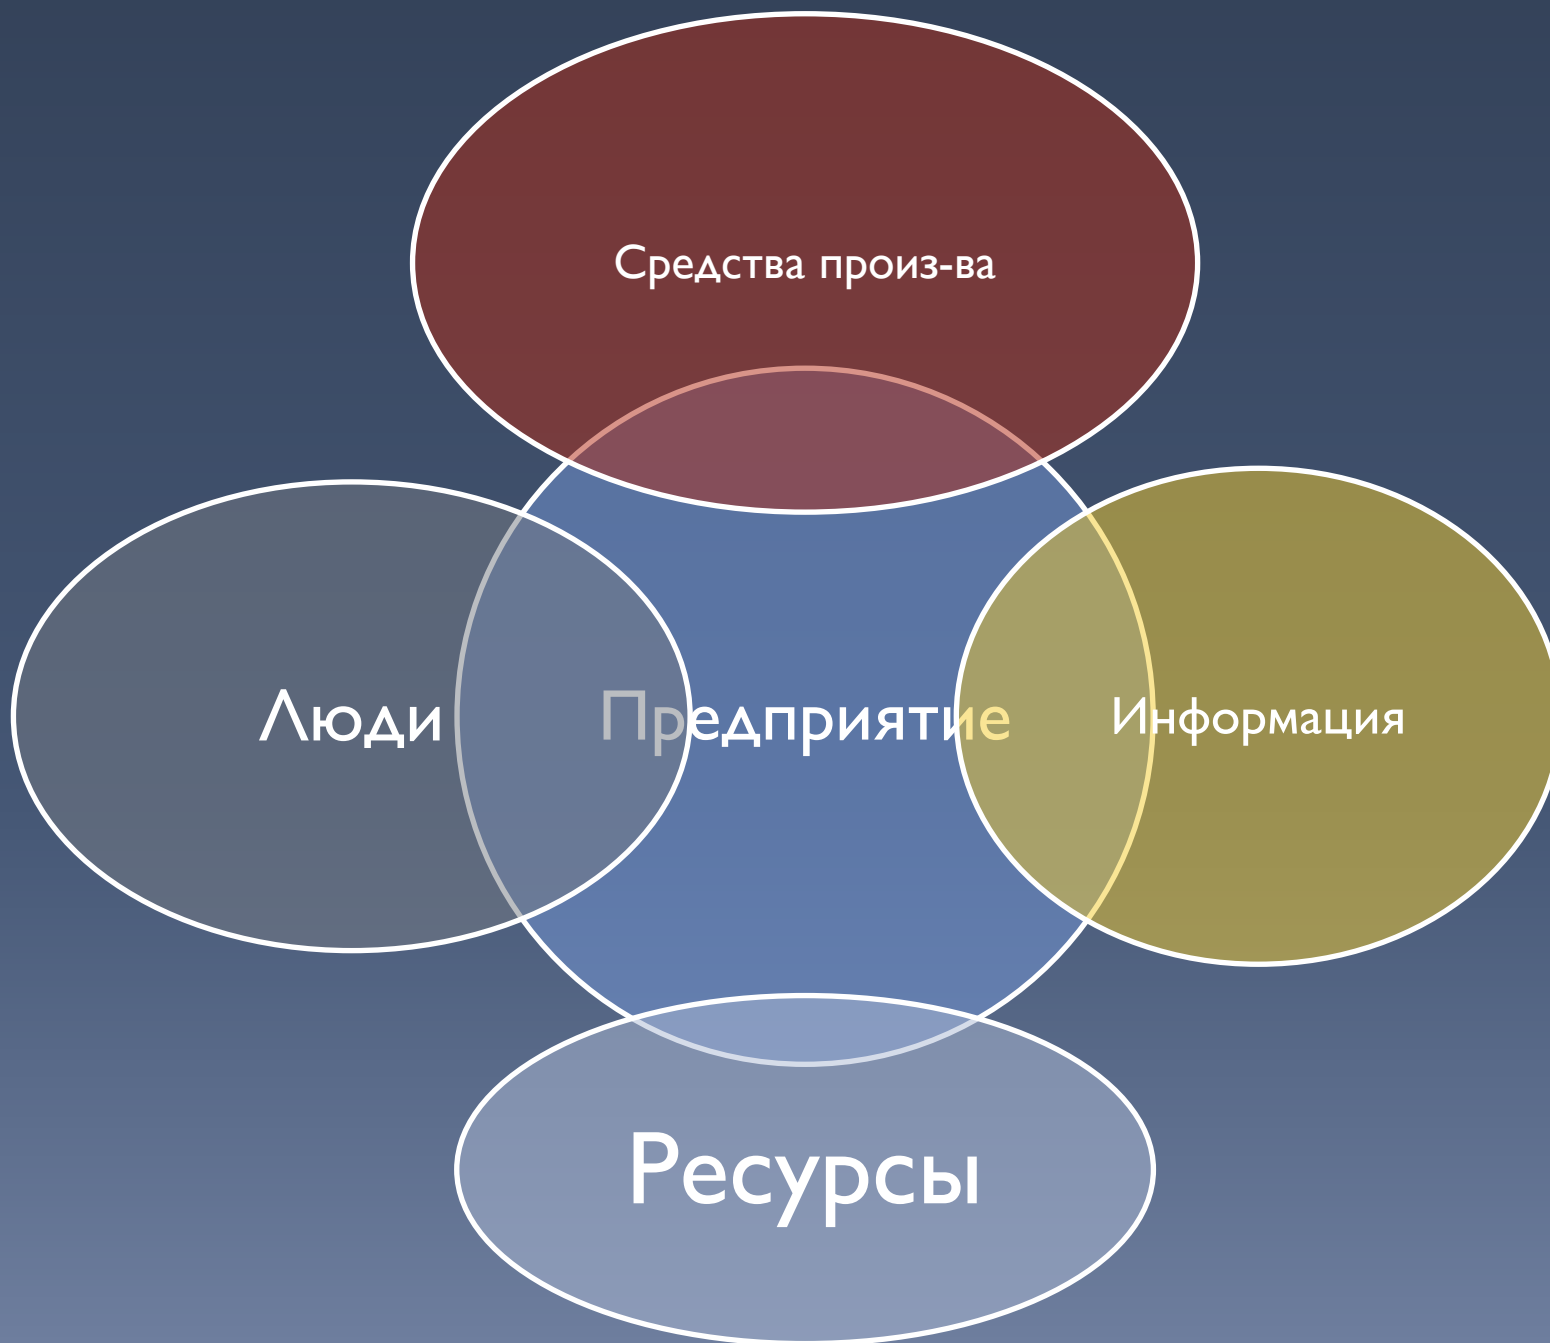 Средства произ-ва
Люди
Предприятие
Информация
Ресурсы